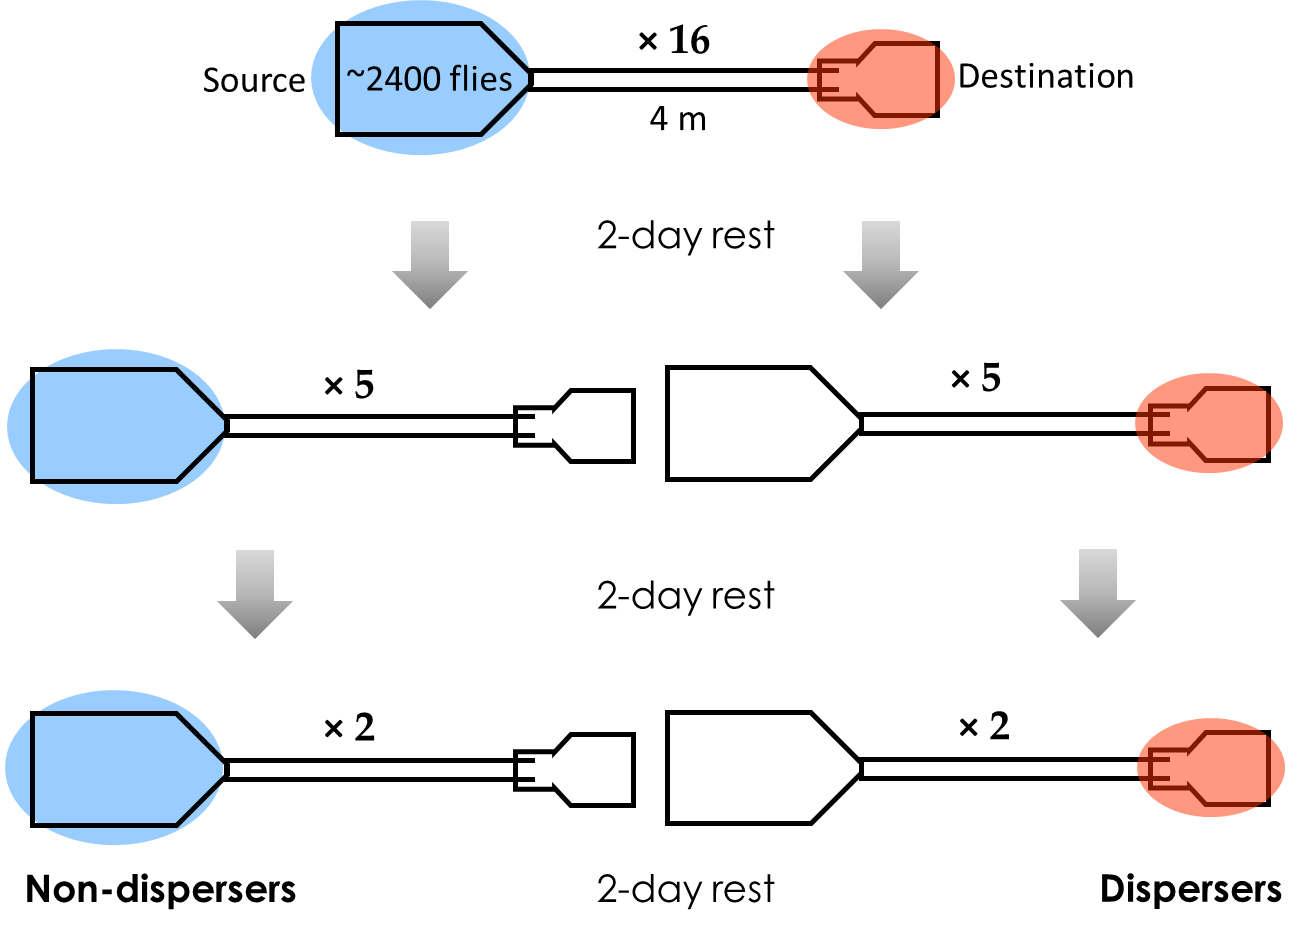 × 16
Source
~2400 flies
Destination
4 m
2-day rest
× 5
× 5
2-day rest
× 2
× 2
Non-dispersers
2-day rest
Dispersers